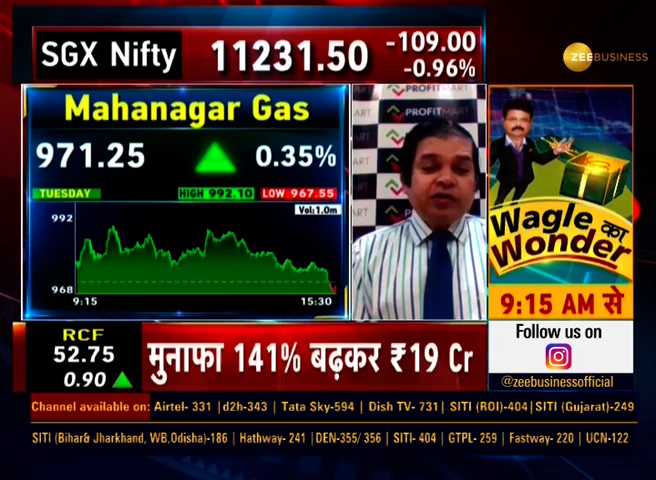 SGX Nifty 11231.50 -109.00
-0.96%
ZEE BUSINESS
Mahanagar Gas
971.25 0.35%
TUESDAY HIGH 992.10 LOW 967.55
Vol:1.0m
992
968
9:15 15:30
PROFITMART
Wagle का
Wonder
9:15 AM से
Follow us on
@zeebusinessofficial
RCF
52.75
0.90
मुनाफा 141% बढ़कर ₹19 Cr
Channel available on: Airtel- 331 | d2h-343 | Tata Sky-594 | Dish TV- 731 | SITI (ROI)-404 | SITI (Gujarat)-249
SITI (Bihar& Jharkhand, WB,Odisha)-186 | Hathway- 241 | DEN-355/ 356 | SITI- 404 | GTPL- 259 | Fastway- 220 | UCN-122